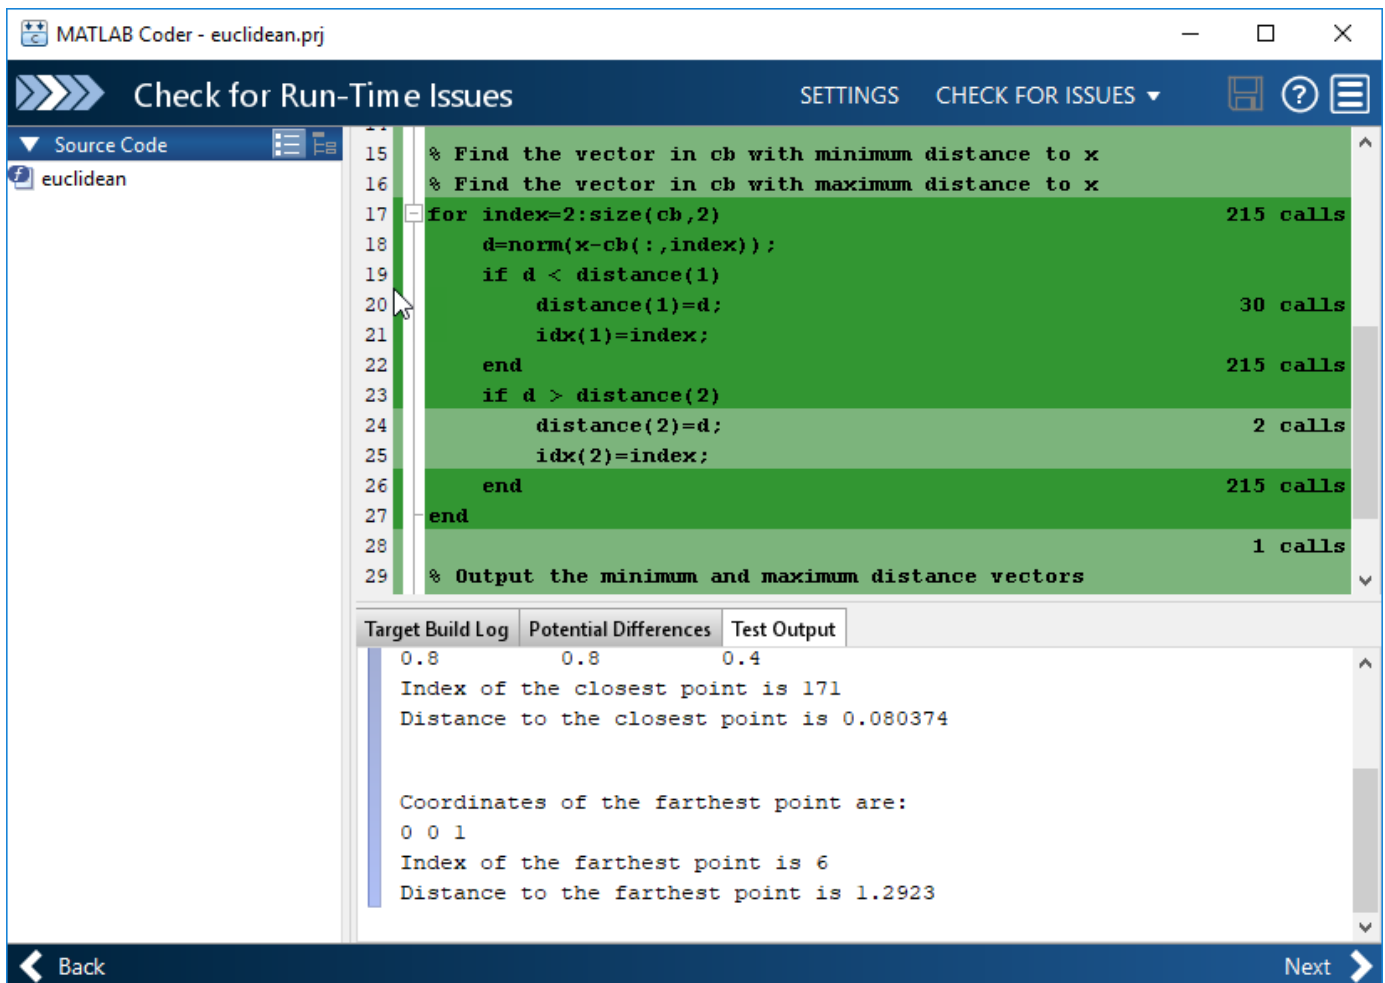 MATLAB Coder - euclidean.prj
Check for Run-Time Issues SETTINGS CHECK FOR ISSUES
Source Code
euclidean
15 % Find the vector in cb with minimum distance to x
16 % Find the vector in cb with maximum distance to x
17 for index=2:size(cb,2) 215 calls
18 d=norm(x-cb(:,index));
19 if d < distance(1)
20 distance(1)=d; 30 calls
21 idx(1)=index;
22 end 215 calls
23 if d > distance(2)
24 distance(2)=d; 2 calls
25 idx(2)=index;
26 end 215 calls
27 end
28 1 calls
29 % Output the minimum and maximum distance vectors
Target Build Log Potential Differences Test Output
0.8 0.8 0.4
Index of the closest point is 171
Distance to the closest point is 0.080374
Coordinates of the farthest point are:
0 0 1
Index of the farthest point is 6
Distance to the farthest point is 1.2923
Back Next